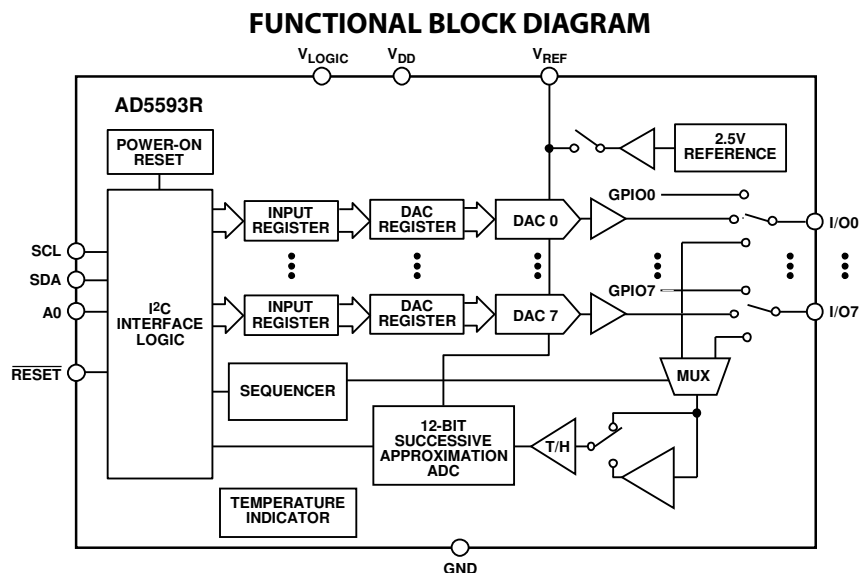 FUNCTIONAL BLOCK DIAGRAM
VLOGIC
VDD
VREF
AD5593R
POWER-ON
RESET
2.5V
REFERENCE
GPIO0
INPUT
REGISTER
DAC
REGISTER
DAC 0
I/O0
SCL
SDA
A0
RESET
I2C
INTERFACE
LOGIC
GPIO7
INPUT
REGISTER
DAC
REGISTER
DAC 7
I/O7
SEQUENCER
MUX
12-BIT
SUCCESSIVE
APPROXIMATION
ADC
T/H
TEMPERATURE
INDICATOR
GND